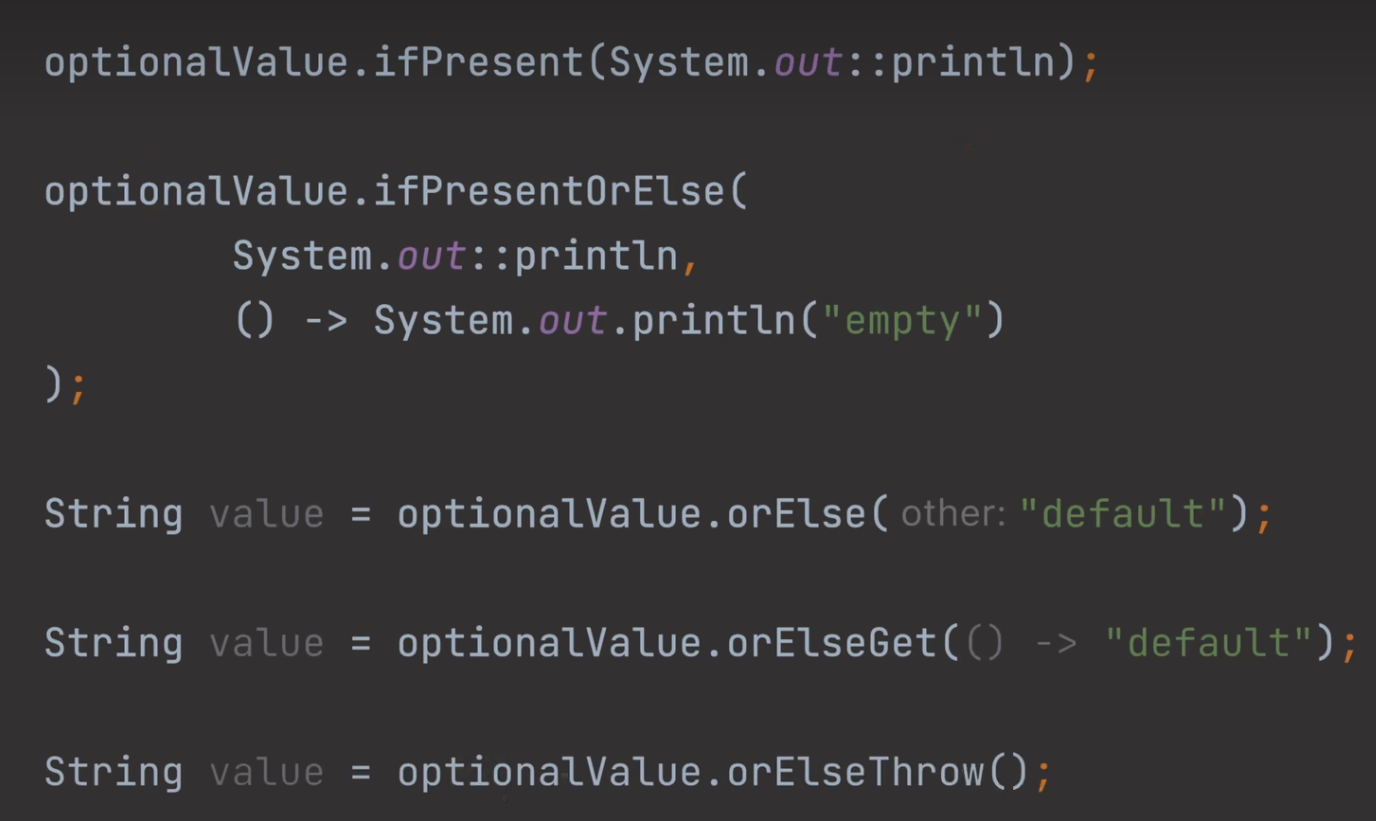 optionalValue.ifPresent(System.out::println);
optionalValue.ifPresentOrElse(
System.out::println,
() -> System.out.println("empty")
);
String value = optionalValue.orElse( other: "default");
String value = optionalValue.orElseGet(() -> "default");
String value = optionalValue.orElseThrow();